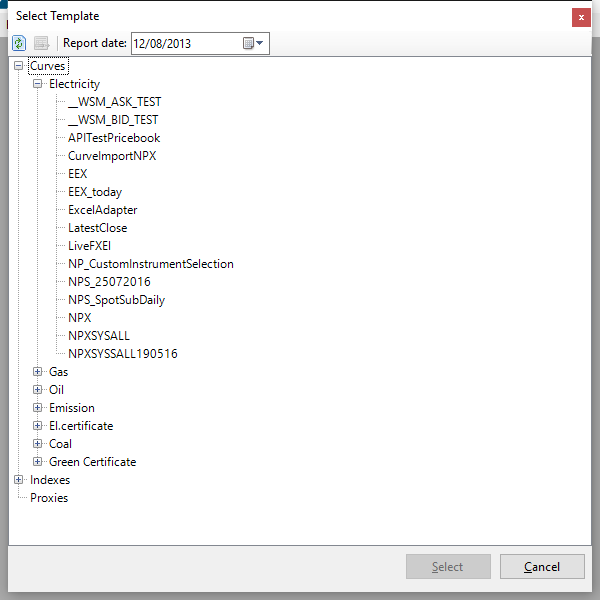 Select Template
x
Report date: 12/08/2013
Curves
Electricity
__WSM_ASK_TEST
__WSM_BID_TEST
APITestPricebook
CurveImportNPX
EEX
EEX_today
ExcelAdapter
LatestClose
LiveFXEI
NP_CustomInstrumentSelection
NPS_25072016
NPS_SpotSubDaily
NPX
NPXSYSALL
NPXSYSSALL190516
Gas
Oil
Emission
El.certificate
Coal
Green Certificate
Indexes
Proxies
Select
Cancel